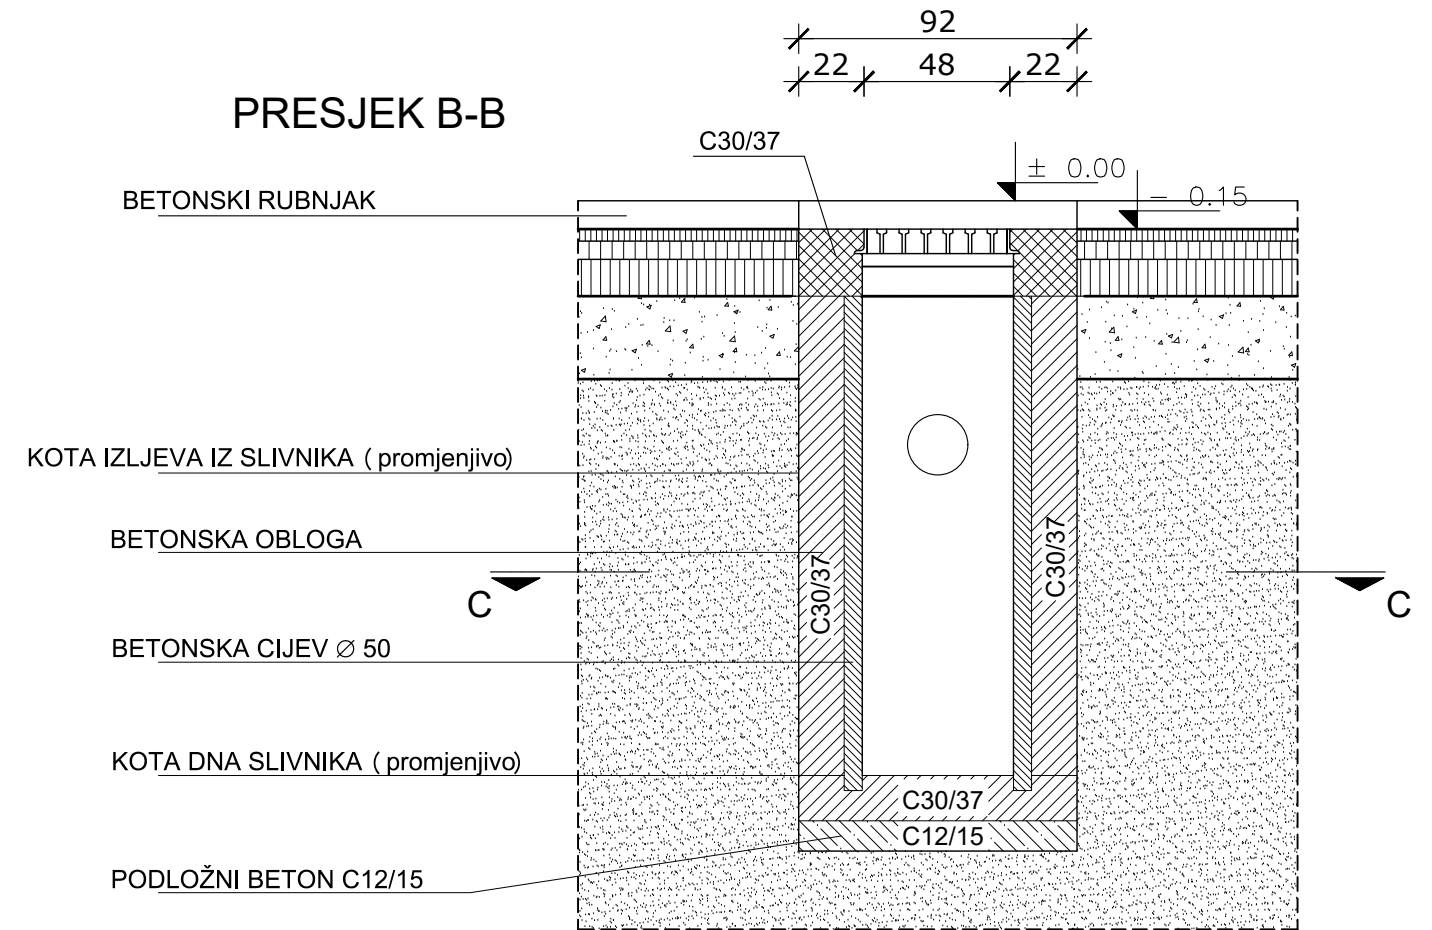 92
22 48 22
PRESJEK B-B
C30/37
± 0.00
BETONSKI RUBNJAK
- 0.15
KOTA IZLJEVA IZ SLIVNIKA ( promjenjivo)
BETONSKA OBLOGA
C30/37
C30/37
C C
BETONSKA CIJEV ∅ 50
KOTA DNA SLIVNIKA ( promjenjivo)
C30/37
C12/15
PODLOŽNI BETON C12/15